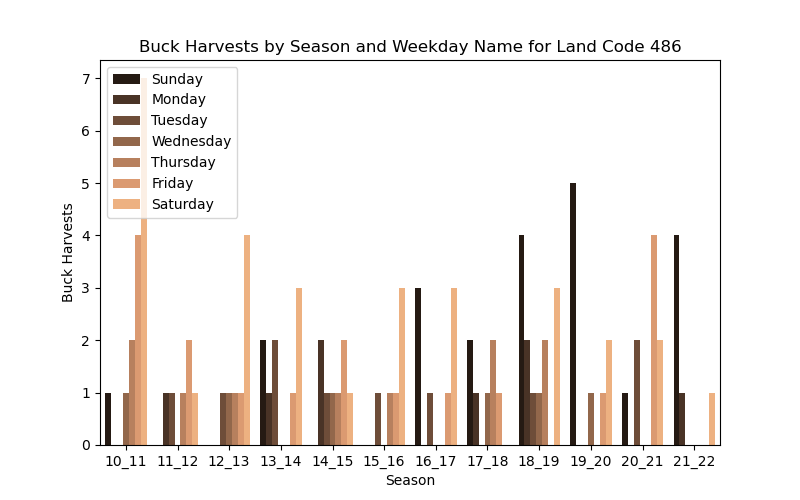 Buck Harvests by Season and Weekday Name for Land Code 486
7
6
5
4
3
2
1
0
Buck Harvests
Sunday
Monday
Tuesday
Wednesday
Thursday
Friday
Saturday
10_11 11_12 12_13 13_14 14_15 15_16 16_17 17_18 18_19 19_20 20_21 21_22
Season